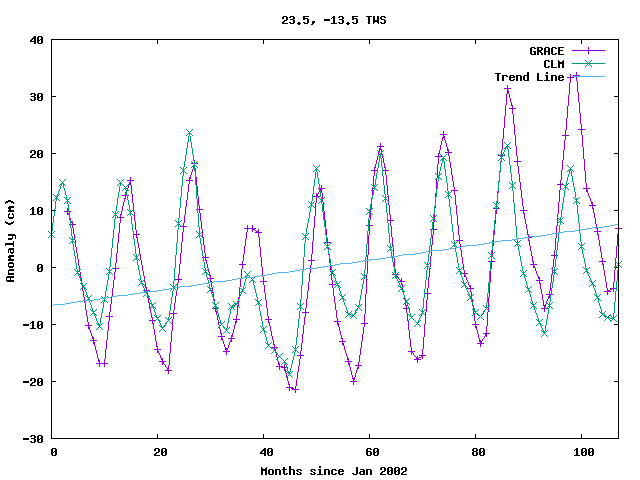 23.5, -13.5 TWS
GRACE
CLM
Trend Line
40
30
20
10
0
-10
-20
-30
Anomaly (cm)
0 20 40 60 80 100
Months since Jan 2002